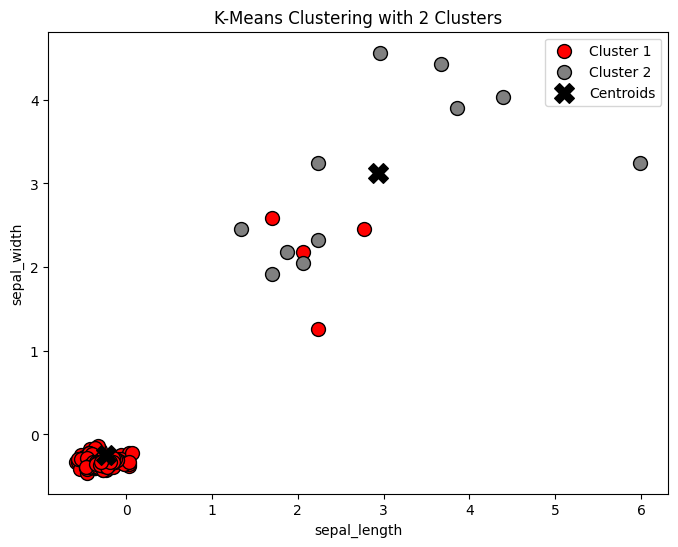 K-Means Clustering with 2 Clusters
Cluster 1
Cluster 2
Centroids
sepal_width
4
3
2
1
0
0 1 2 3 4 5 6
sepal_length